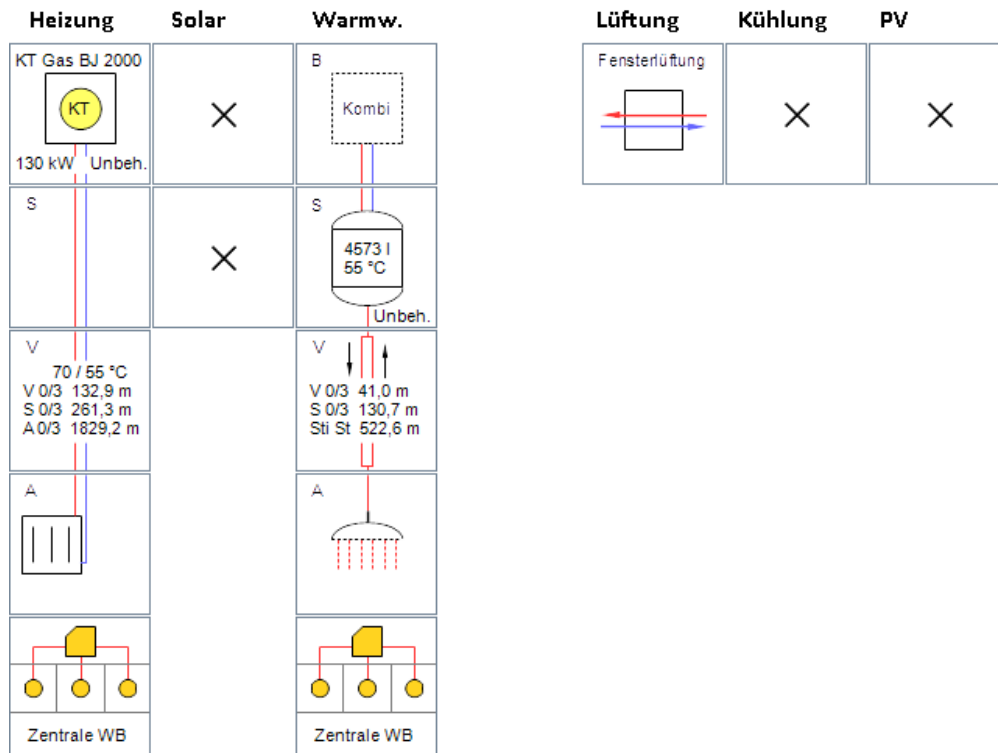 Heizung Solar Warmw. Lüftung Kühlung PV
KT Gas BJ 2000
KT
130 kW Unbeh.
B
Kombi
Fensterlüftung
S
S
4573 l
55 °C
Unbeh.
V
70 / 55 °C
V 0/3 132,9 m
S 0/3 261,3 m
A 0/3 1829,2 m
V
V 0/3 41,0 m
S 0/3 130,7 m
Sti St 522,6 m
A
A
Zentrale WB
Zentrale WB